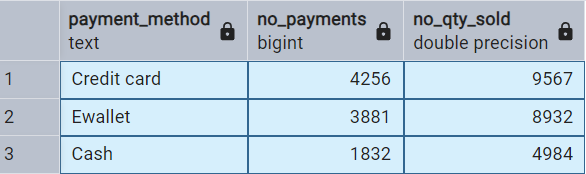 payment_method no_payments no_qty_sold
text bigint double precision
1 Credit card 4256 9567
2 Ewallet 3881 8932
3 Cash 1832 4984